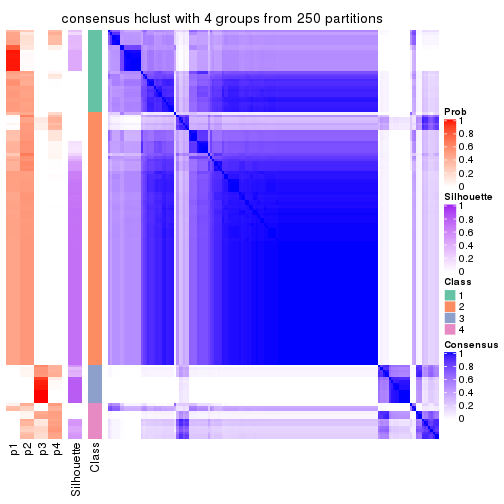 consensus hclust with 4 groups from 250 partitions
Prob
1
0.8
0.6
0.4
0.2
0
Silhouette
1
0.8
0.6
0.4
0.2
0
Class
1
2
3
4
Consensus
1
0.8
0.6
0.4
0.2
0
p1
p2
p3
p4
Silhouette
Class